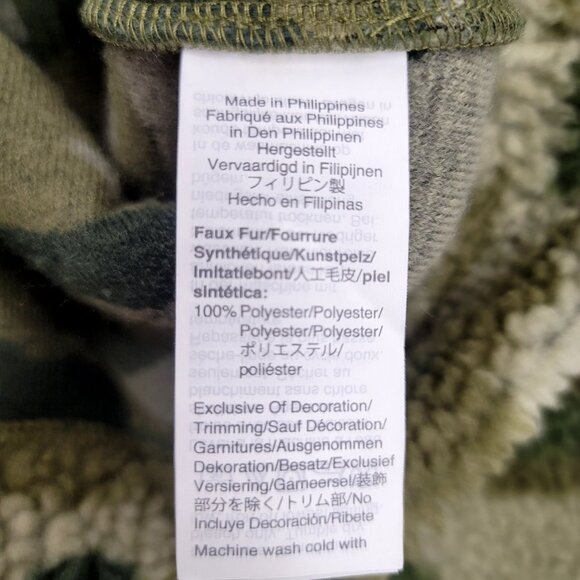 Made in Philippines
Fabriqué aux Philippines
in Den Philippinen
Hergestellt
Vervaardigd in Filipijnen
フィリピン製
Hecho en Filipinas
Faux Fur/Fourrure
Synthétique/Kunstpelz/
Imitatiebont/人工毛皮/piel
sintética:
100% Polyester/Polyester/
Polyester/Polyester/
ポリエステル/
poliéster
Exclusive Of Decoration/
Trimming/Sauf Décoration/
Garnitures/Ausgenommen
Dekoration/Besatz/Exclusief
Versiering/Garneersel/装飾
部分を除く/トリム部/No
Incluye Decoración/Ribete
Machine wash cold with